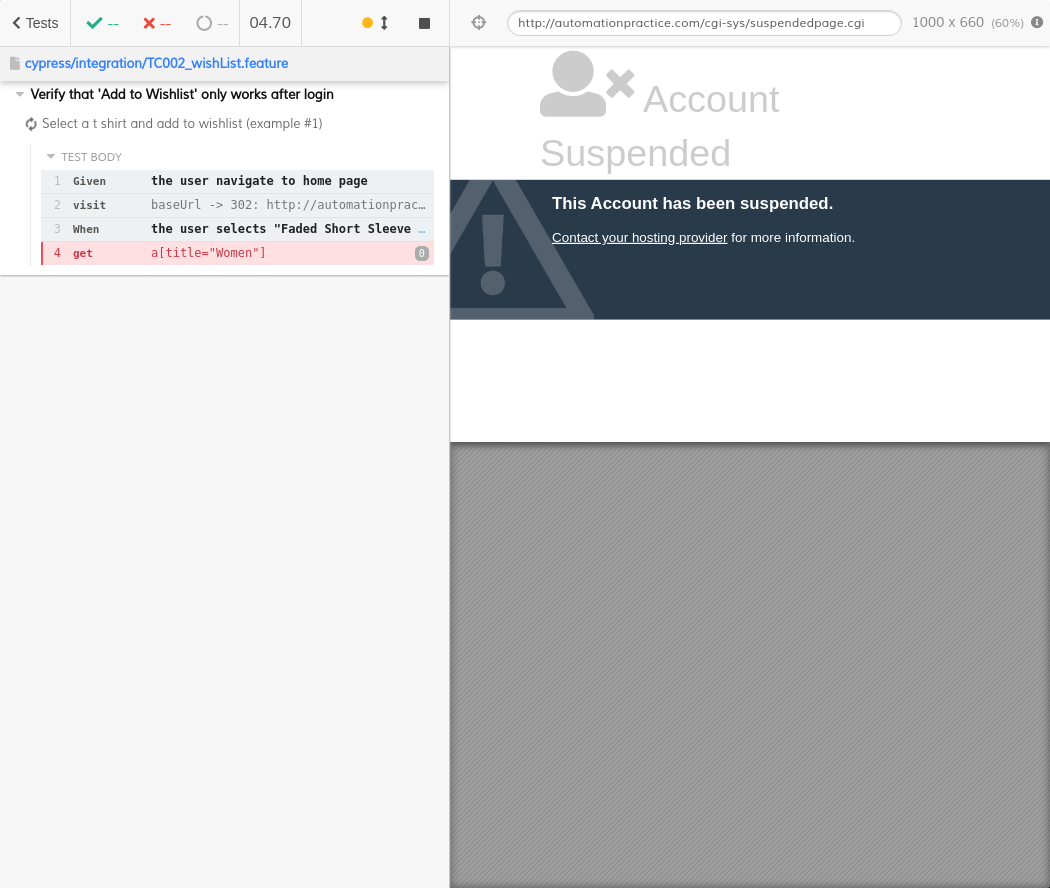 Tests -- -- -- 04.70
http://automationpractice.com/cgi-sys/suspendedpage.cgi 1000 x 660 (60%)
cypress/integration/TC002_wishList.feature
Verify that 'Add to Wishlist' only works after login
Select a t shirt and add to wishlist (example #1)
TEST BODY
1 Given the user navigate to home page
2 visit baseUrl -> 302: http://automationprac…
3 When the user selects "Faded Short Sleeve …
4 get a[title="Women"] 0
Account
Suspended
This Account has been suspended.
Contact your hosting provider for more information.